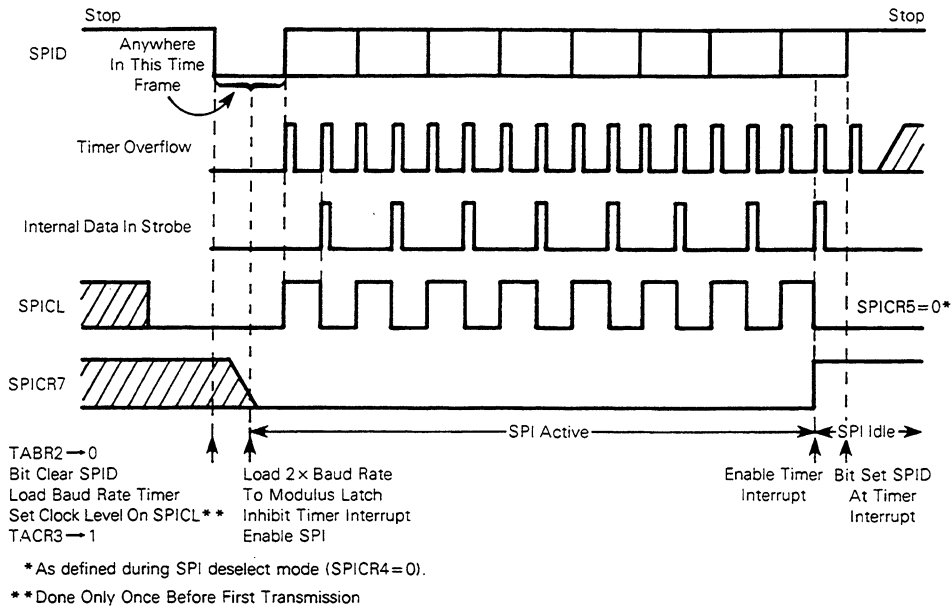 Stop
Stop
SPID
Anywhere
In This Time
Frame
Timer Overflow
Internal Data In Strobe
SPICL
SPICR5=0*
SPICR7
SPI Active
SPI Idle
TABR2→0
Bit Clear SPID
Load Baud Rate Timer
Set Clock Level On SPICL**
TACR3→1
Load 2× Baud Rate
To Modulus Latch
Inhibit Timer Interrupt
Enable SPI
Enable Timer
Interrupt
Bit Set SPID
At Timer
Interrupt
*As defined during SPI deselect mode (SPICR4=0).
**Done Only Once Before First Transmission